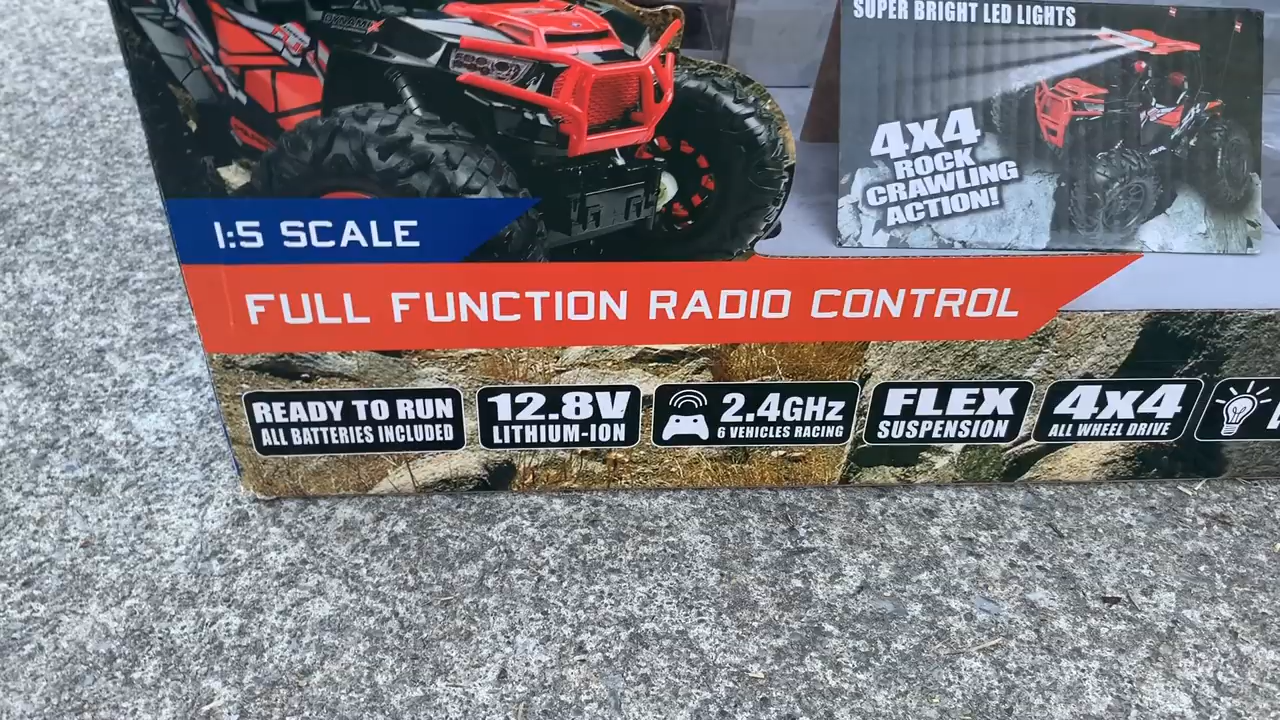 SUPER BRIGHT LED LIGHTS
4X4
ROCK
CRAWLING
ACTION!
1:5 SCALE
FULL FUNCTION RADIO CONTROL
READY TO RUN
ALL BATTERIES INCLUDED
12.8V
LITHIUM-ION
2.4GHz
6 VEHICLES RACING
FLEX
SUSPENSION
4X4
ALL WHEEL DRIVE